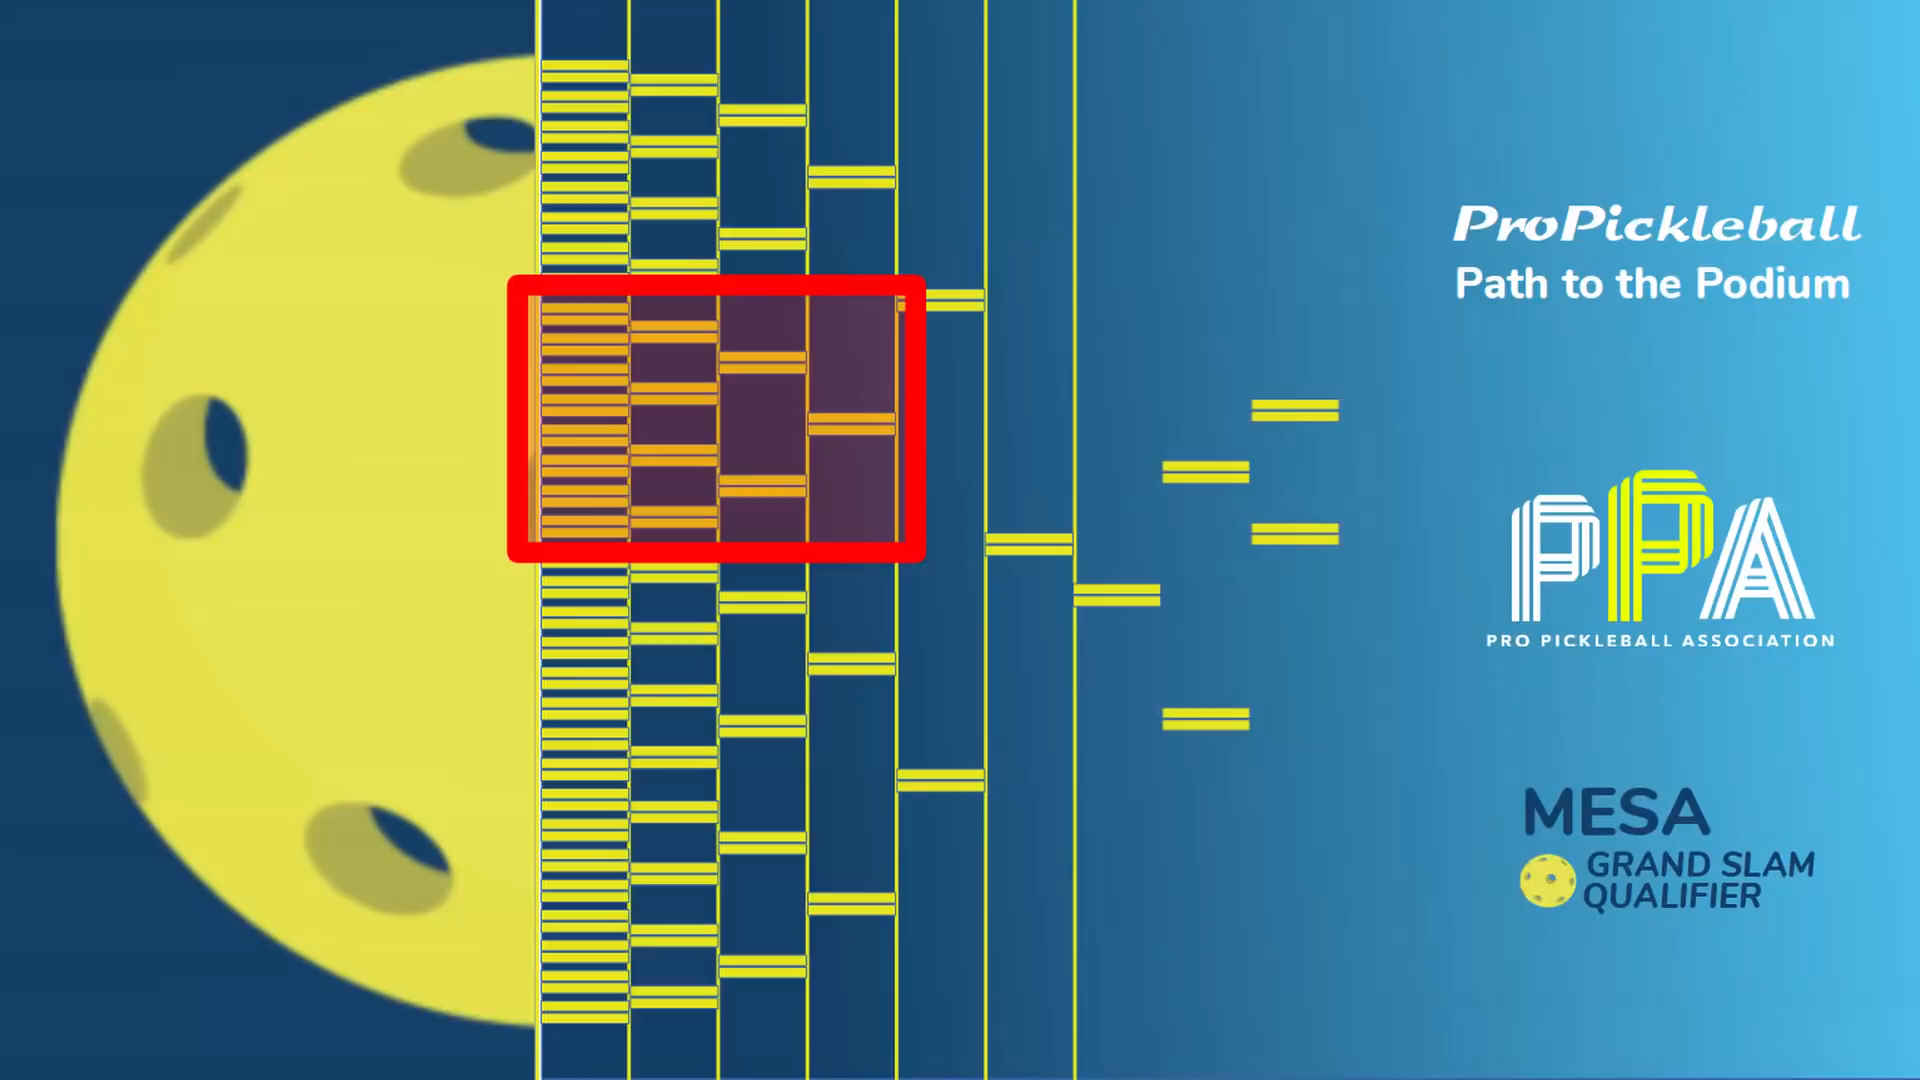 ProPickleball
Path to the Podium
PPA
PRO PICKLEBALL ASSOCIATION
MESA
GRAND SLAM
QUALIFIER